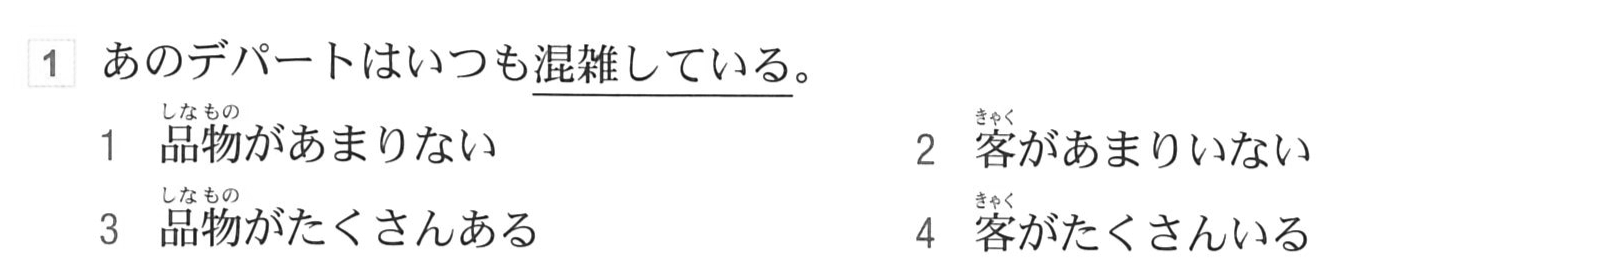 1 あのデパートはいつも混雑している。
しなもの きゃく
1 品物があまりない 2 客があまりいない
しなもの きゃく
3 品物がたくさんある 4 客がたくさんいる